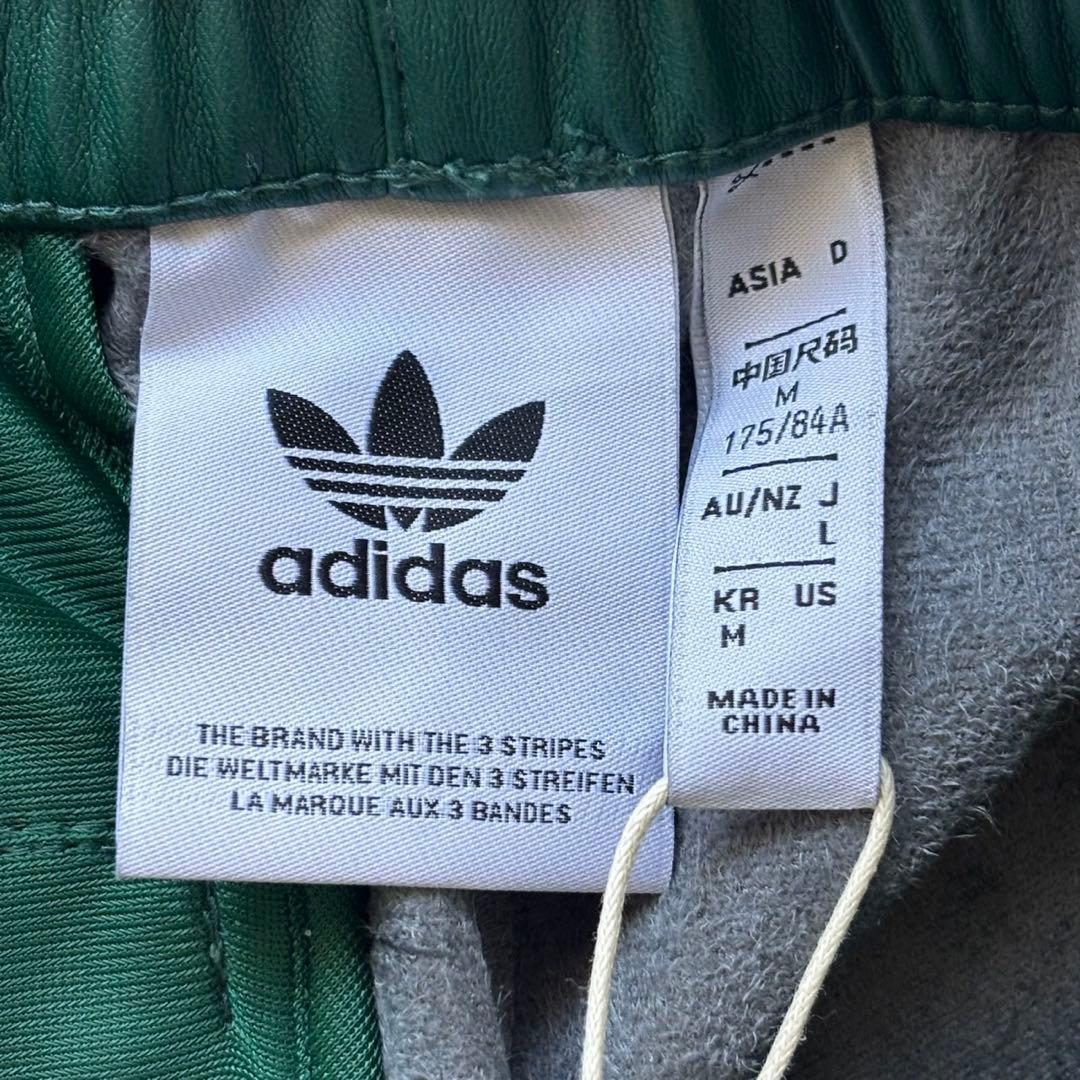 adidas
THE BRAND WITH THE 3 STRIPES
DIE WELTMARKE MIT DEN 3 STREIFEN
LA MARQUE AUX 3 BANDES
ASIA D
中国尺码
M
175/84A
AU/NZ J
L
KR US
M
MADE IN
CHINA